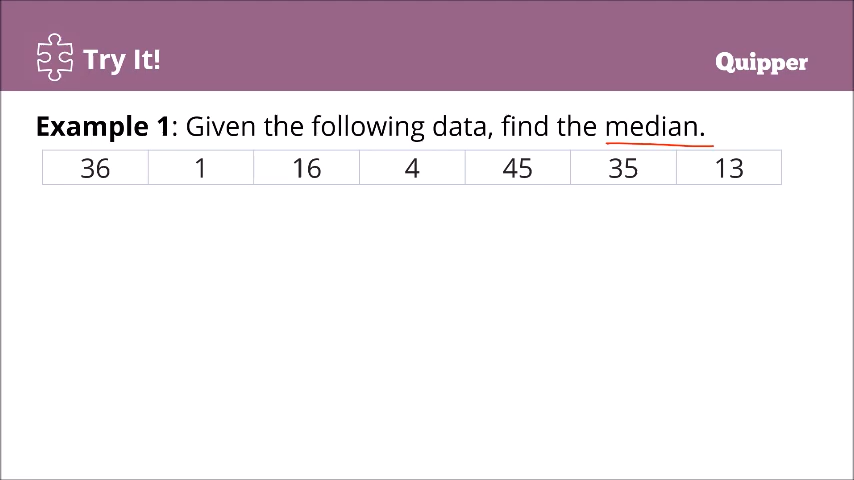 Try It!
Quipper
Example 1: Given the following data, find the median.
36 1 16 4 45 35 13